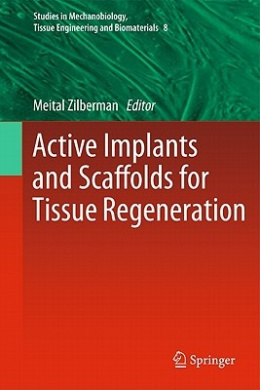 Studies in Mechanobiology,
Tissue Engineering and Biomaterials 8
Meital Zilberman Editor
Active Implants
and Scaffolds for
Tissue Regeneration
Springer